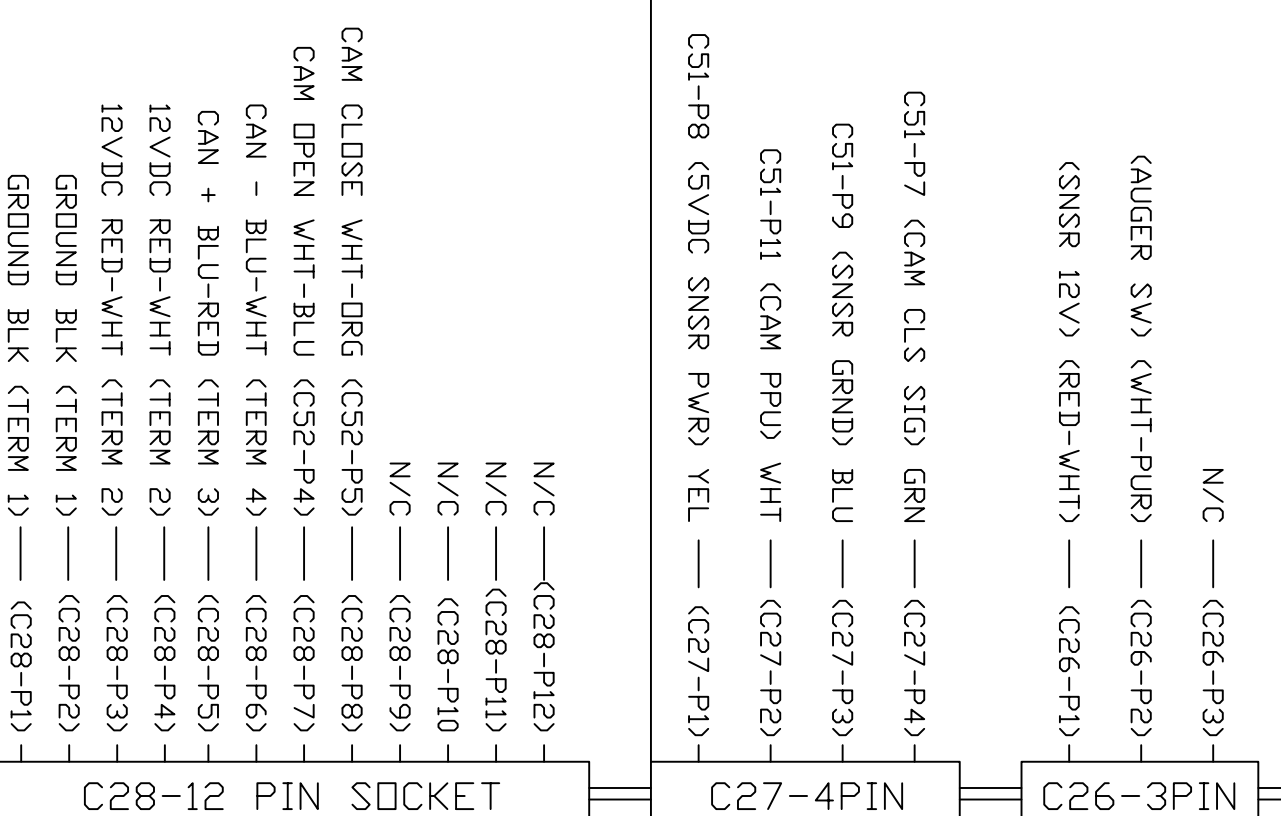 GROUND BLK (TERM 1) (C28-P1)
GROUND BLK (TERM 1) (C28-P2)
12VDC RED-WHT (TERM 2) (C28-P3)
12VDC RED-WHT (TERM 2) (C28-P4)
CAN + BLU-RED (TERM 3) (C28-P5)
CAN - BLU-WHT (TERM 4) (C28-P6)
CAM OPEN WHT-BLU (C52-P4) (C28-P7)
CAM CLOSE WHT-ORG (C52-P5) (C28-P8)
N/C (C28-P9)
N/C (C28-P10
N/C (C28-P11)
N/C (C28-P12)
C28-12 PIN SOCKET
C51-P8 (5VDC SNSR PWR) YEL (C27-P1)
C51-P11 (CAM PPU) WHT (C27-P2)
C51-P9 (SNSR GRND) BLU (C27-P3)
C51-P7 (CAM CLS SIG) GRN (C27-P4)
C27-4PIN
(SNSR 12V) (RED-WHT) (C26-P1)
(AUGER SW) (WHT-PUR) (C26-P2)
N/C (C26-P3)
C26-3PIN